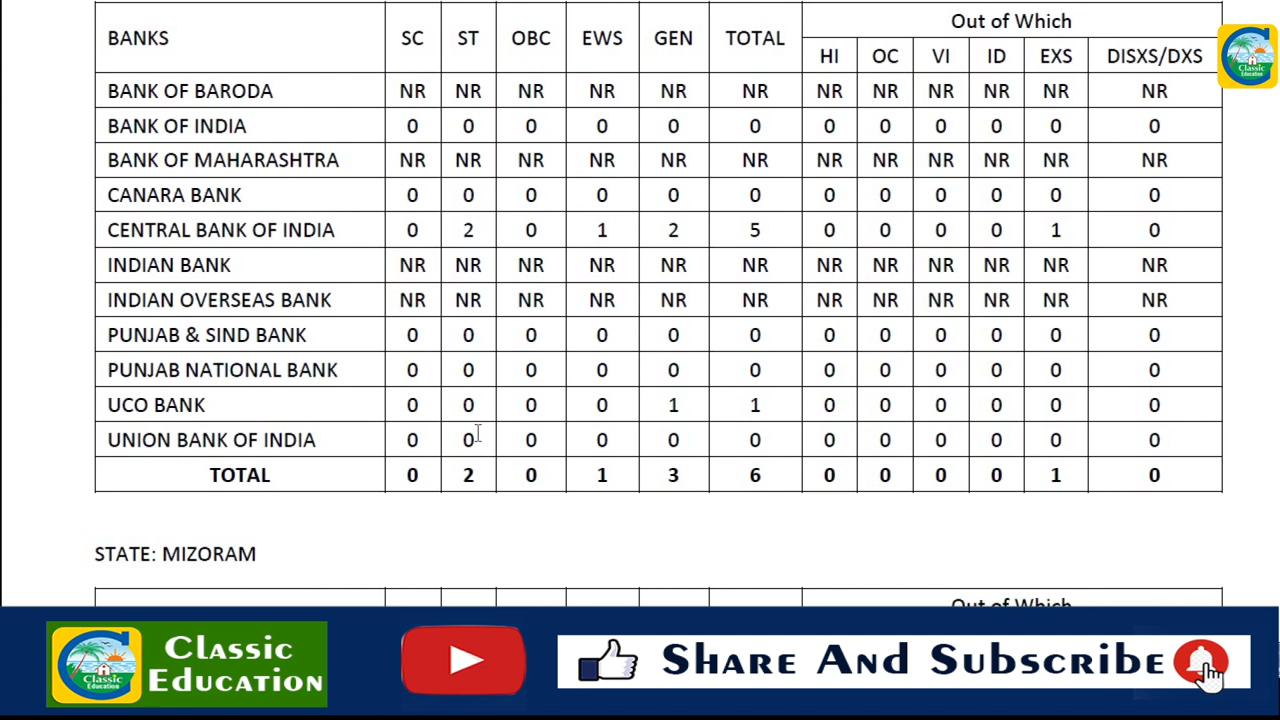 BANKS SC ST OBC EWS GEN TOTAL Out of Which
HI OC VI ID EXS DISXS/DXS
Classic
Education
BANK OF BARODA NR NR NR NR NR NR NR NR NR NR NR NR
BANK OF INDIA 0 0 0 0 0 0 0 0 0 0 0 0
BANK OF MAHARASHTRA NR NR NR NR NR NR NR NR NR NR NR NR
CANARA BANK 0 0 0 0 0 0 0 0 0 0 0 0
CENTRAL BANK OF INDIA 0 2 0 1 2 5 0 0 0 0 1 0
INDIAN BANK NR NR NR NR NR NR NR NR NR NR NR NR
INDIAN OVERSEAS BANK NR NR NR NR NR NR NR NR NR NR NR NR
PUNJAB & SIND BANK 0 0 0 0 0 0 0 0 0 0 0 0
PUNJAB NATIONAL BANK 0 0 0 0 0 0 0 0 0 0 0 0
UCO BANK 0 0 0 0 1 1 0 0 0 0 0 0
UNION BANK OF INDIA 0 0 0 0 0 0 0 0 0 0 0 0
TOTAL 0 2 0 1 3 6 0 0 0 0 1 0
STATE: MIZORAM
Out of Which
Classic
Education
Classic
Education
Share And Subscribe